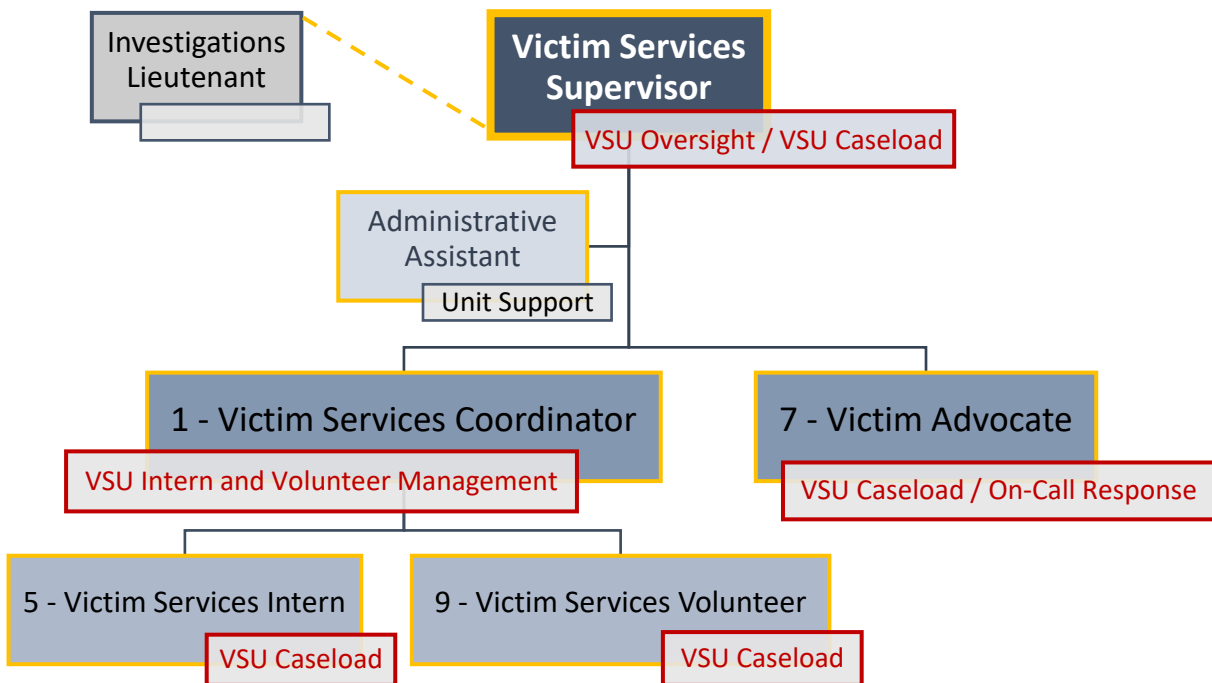 Investigations
Lieutenant
Victim Services
Supervisor
VSU Oversight / VSU Caseload
Administrative
Assistant
Unit Support
1 - Victim Services Coordinator
VSU Intern and Volunteer Management
7 - Victim Advocate
VSU Caseload / On-Call Response
5 - Victim Services Intern
VSU Caseload
9 - Victim Services Volunteer
VSU Caseload